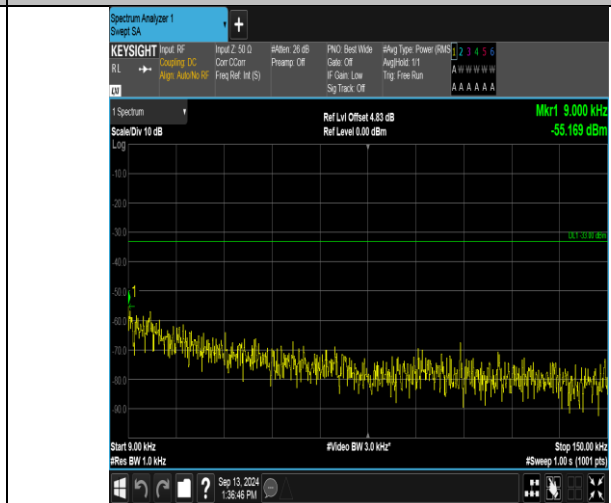 Spectrum Analyzer 1
Swept SA
+
KEYSIGHT Input: RF Input Z: 50 Ω #Atten: 26 dB PNO: Best Wide #Avg Type: Power (RMS 1 2 3 4 5 6
RL Coupling: DC Corr CCorr Preamp: Off Gate: Off Avg|Hold: 1/1 A W W W W W
Align: Auto/No RF Freq Ref: Int (S) IF Gain: Low Trig: Free Run
LXI Sig Track: Off A A A A A A
1 Spectrum Ref Lvl Offset 4.83 dB Mkr1 9.000 kHz
Scale/Div 10 dB Ref Level 0.00 dBm -55.169 dBm
Log
-10.0
-20.0
-30.0
DL1 -33.00 dBm
-40.0
-50.0
1
-60.0
-70.0
-80.0
-90.0
Start 9.00 kHz #Video BW 3.0 kHz* Stop 150.00 kHz
#Res BW 1.0 kHz #Sweep 1.00 s (1001 pts)
? Sep 13, 2024
1:36:46 PM